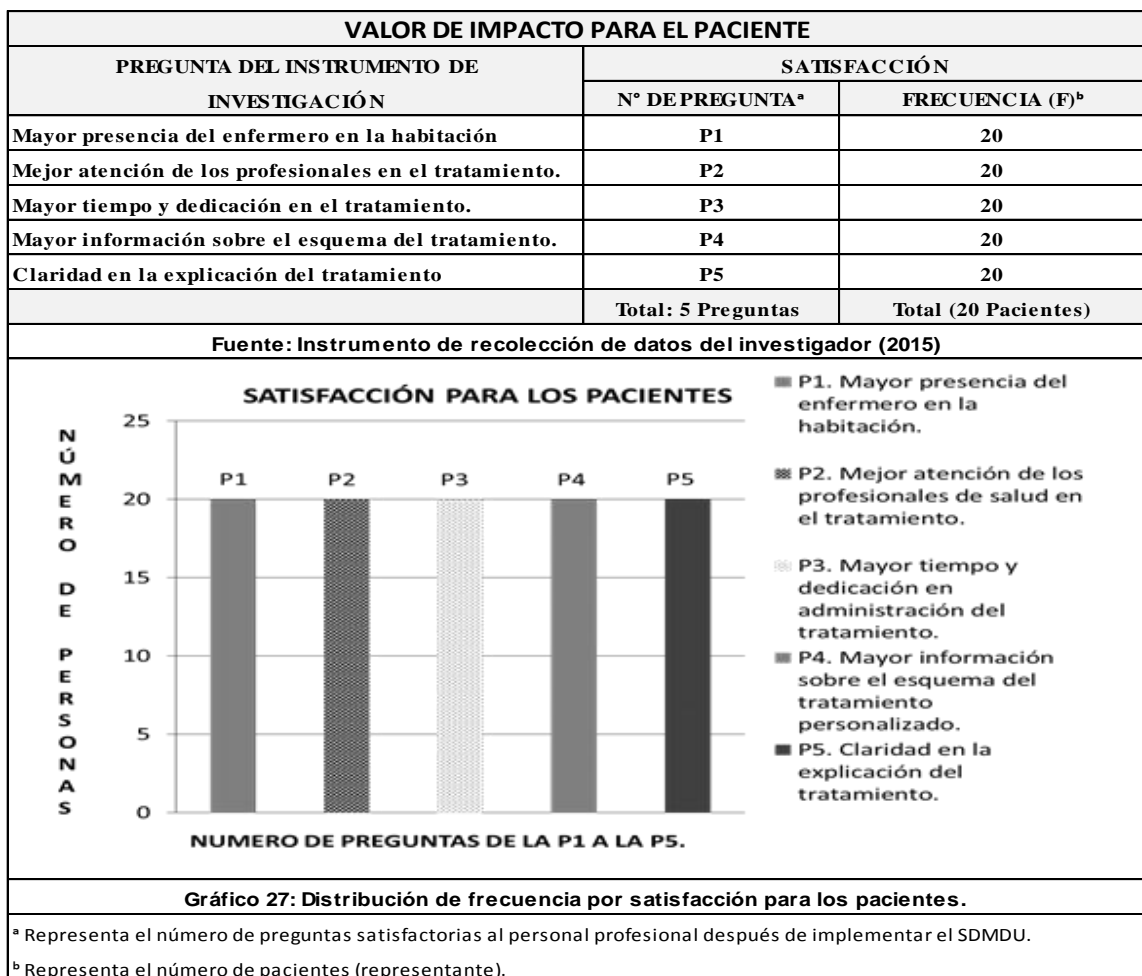 VALOR DE IMPACTO PARA EL PACIENTE
PREGUNTA DEL INSTRUMENTO DE
INVESTIGACIÓN
SATISFACCIÓN
N° DE PREGUNTAᵃ
FRECUENCIA (F)ᵇ
Mayor presencia del enfermero en la habitación
P1
20
Mejor atención de los profesionales en el tratamiento.
P2
20
Mayor tiempo y dedicación en el tratamiento.
P3
20
Mayor información sobre el esquema del tratamiento.
P4
20
Claridad en la explicación del tratamiento
P5
20
Total: 5 Preguntas
Total (20 Pacientes)
Fuente: Instrumento de recolección de datos del investigador (2015)
SATISFACCIÓN PARA LOS PACIENTES
NÚMERO DE PERSONAS
25
20
15
10
5
0
P1
P2
P3
P4
P5
NUMERO DE PREGUNTAS DE LA P1 A LA P5.
P1. Mayor presencia del
enfermero en la
habitación.
P2. Mejor atención de los
profesionales de salud en
el tratamiento.
P3. Mayor tiempo y
dedicación en
administración del
tratamiento.
P4. Mayor información
sobre el esquema del
tratamiento
personalizado.
P5. Claridad en la
explicación del
tratamiento.
Gráfico 27: Distribución de frecuencia por satisfacción para los pacientes.
ᵃ Representa el número de preguntas satisfactorias al personal profesional después de implementar el SDMDU.
ᵇ Representa el número de pacientes (representante).